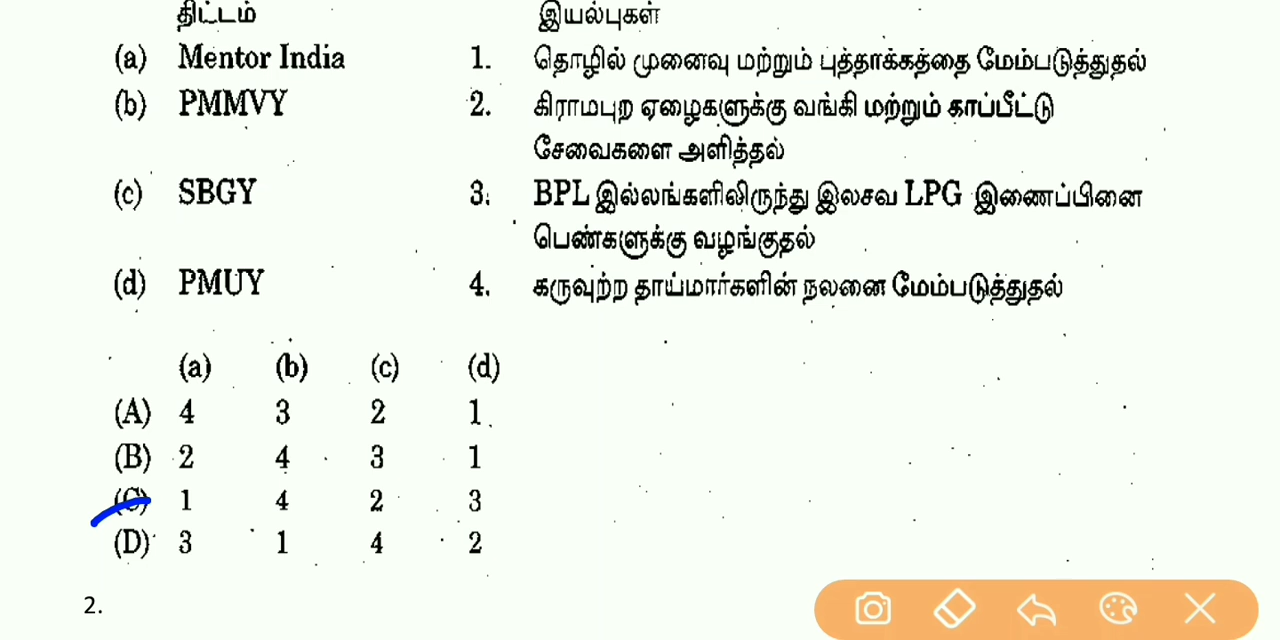 திட்டம் இயல்புகள்
(a) Mentor India 1. தொழில் முனைவு மற்றும் புத்தாக்கத்தை மேம்படுத்துதல்
(b) PMMVY 2. கிராமபுற ஏழைகளுக்கு வங்கி மற்றும் காப்பீட்டு
சேவைகளை அளித்தல்
(c) SBGY 3. BPL இல்லங்களிலிருந்து இலசவ LPG இணைப்பினை
பெண்களுக்கு வழங்குதல்
(d) PMUY 4. கருவுற்ற தாய்மார்களின் நலனை மேம்படுத்துதல்
(a) (b) (c) (d)
(A) 4 3 2 1
(B) 2 4 3 1
(C) 1 4 2 3
(D) 3 1 4 2
2.